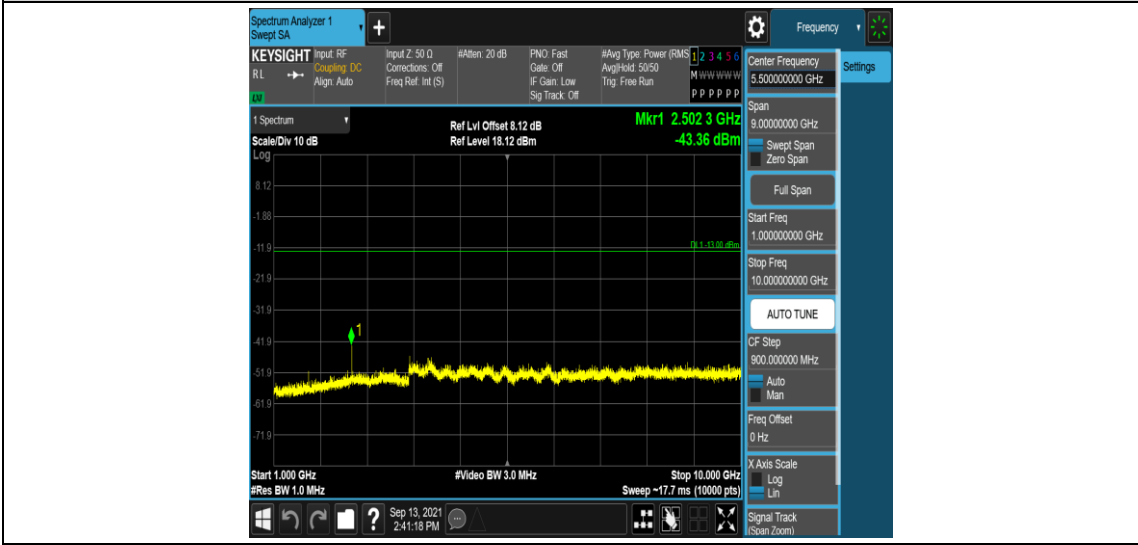 Spectrum Analyzer 1
Swept SA
+
Frequency
KEYSIGHT
RL
LM
Input: RF
Coupling: DC
Align: Auto
Input Z: 50 Ω
Corrections: Off
Freq Ref: Int (S)
#Atten: 20 dB
PNO: Fast
Gate: Off
IF Gain: Low
Sig Track: Off
#Avg Type: Power (RMS
Avg|Hold: 50/50
Trig: Free Run
1 2 3 4 5 6
M W W W W W
P P P P P P
1 Spectrum
Scale/Div 10 dB
Log
Ref Lvl Offset 8.12 dB
Ref Level 18.12 dBm
Mkr1 2.502 3 GHz
-43.36 dBm
8.12
-1.88
-11.9
DL1 -13.00 dBm
-21.9
-31.9
1
-41.9
-51.9
-61.9
-71.9
Start 1.000 GHz
#Res BW 1.0 MHz
#Video BW 3.0 MHz
Stop 10.000 GHz
Sweep ~17.7 ms (10000 pts)
?
Sep 13, 2021
2:41:18 PM
Center Frequency
5.500000000 GHz
Settings
Span
9.00000000 GHz
Swept Span
Zero Span
Full Span
Start Freq
1.000000000 GHz
Stop Freq
10.000000000 GHz
AUTO TUNE
CF Step
900.000000 MHz
Auto
Man
Freq Offset
0 Hz
X Axis Scale
Log
Lin
Signal Track
(Span Zoom)